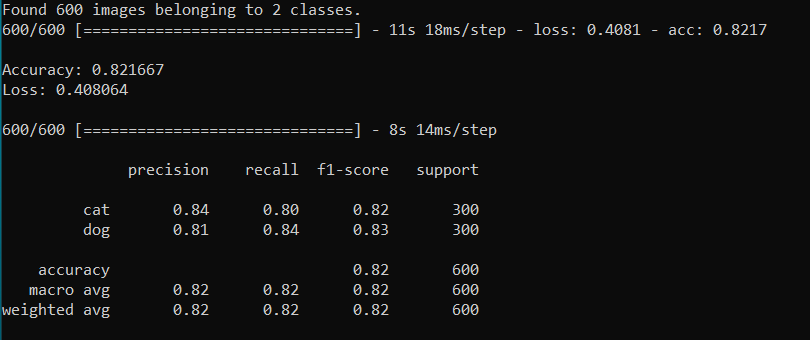 Found 600 images belonging to 2 classes.
600/600 [==============================] - 11s 18ms/step - loss: 0.4081 - acc: 0.8217
Accuracy: 0.821667
Loss: 0.408064
600/600 [==============================] - 8s 14ms/step
precision recall f1-score support
cat 0.84 0.80 0.82 300
dog 0.81 0.84 0.83 300
accuracy 0.82 600
macro avg 0.82 0.82 0.82 600
weighted avg 0.82 0.82 0.82 600